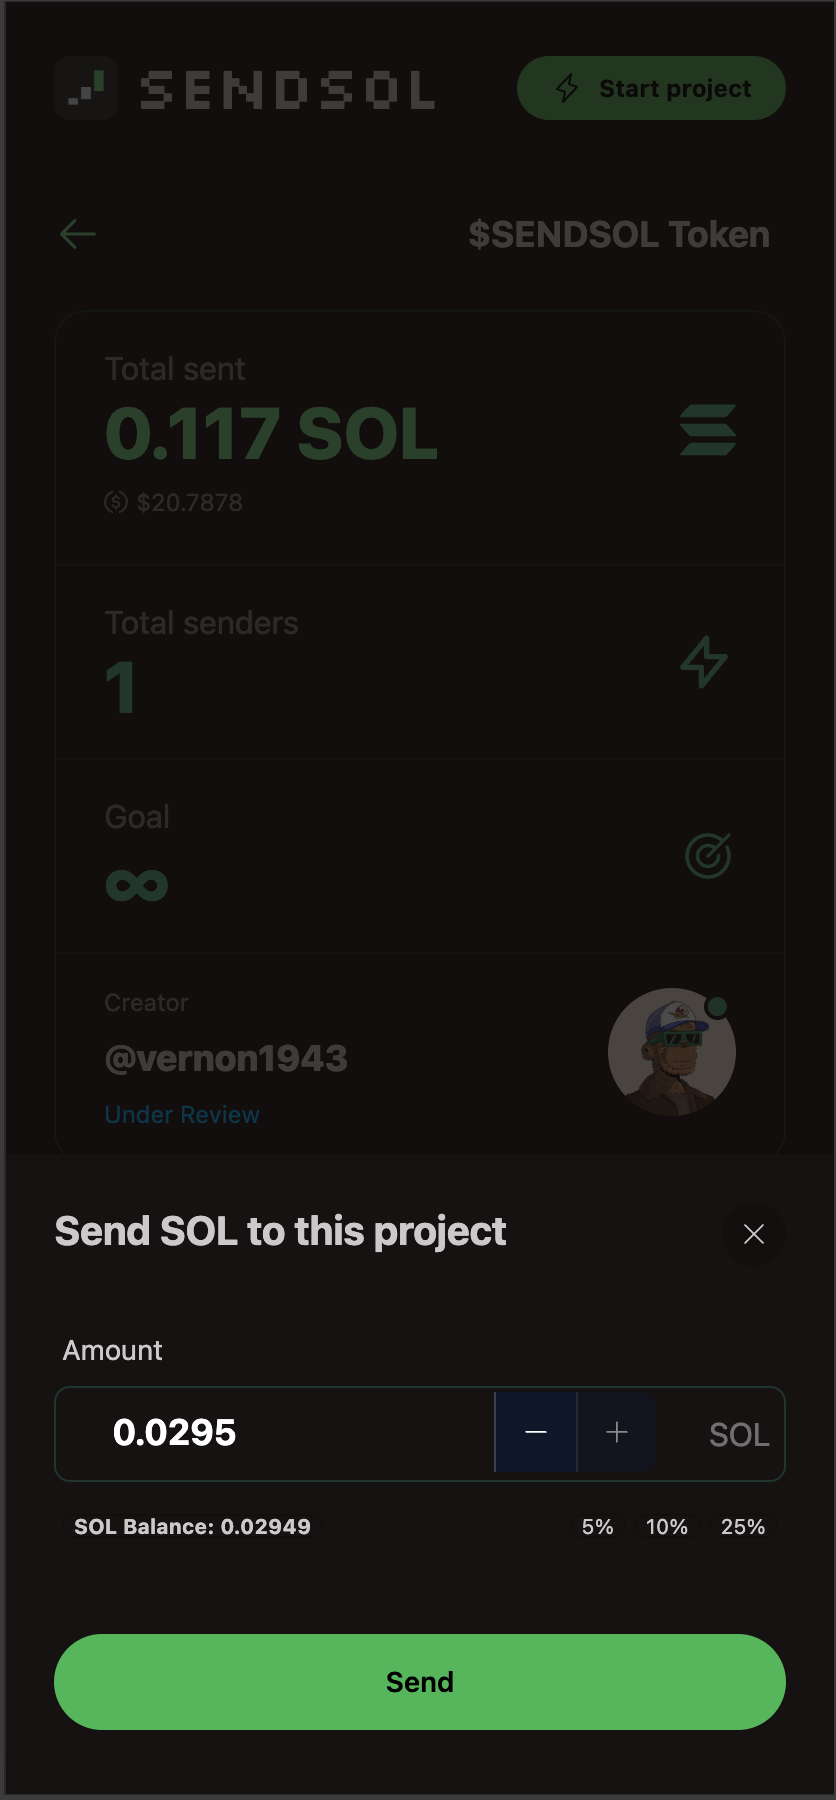 SENDSOL
Start project
$SENDSOL Token
Total sent
0.117 SOL
$20.7878
Total senders
1
Goal
∞
Creator
@vernon1943
Under Review
Send SOL to this project
Amount
0.0295 − + SOL
SOL Balance: 0.02949 5% 10% 25%
Send